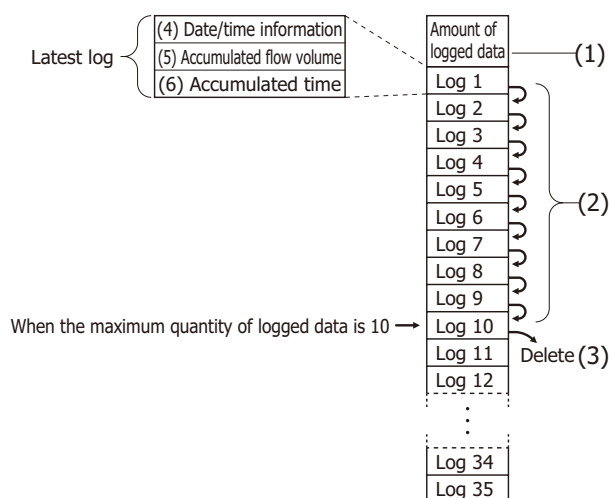 Latest log
(4) Date/time information
(5) Accumulated flow volume
(6) Accumulated time
Amount of
logged data
(1)
Log 1
Log 2
Log 3
Log 4
Log 5
Log 6
Log 7
Log 8
Log 9
(2)
When the maximum quantity of logged data is 10
Log 10
Delete (3)
Log 11
Log 12
Log 34
Log 35